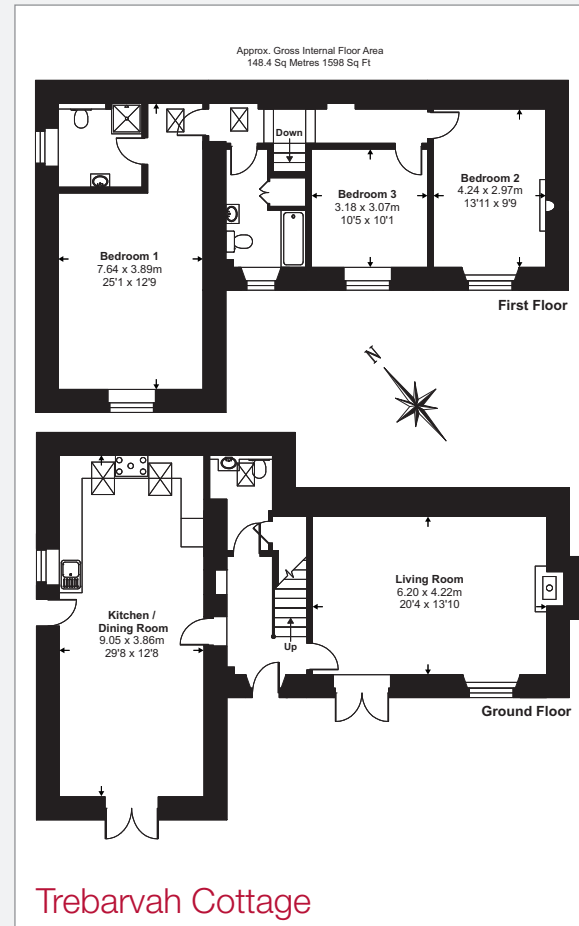 Approx. Gross Internal Floor Area
148.4 Sq Metres 1598 Sq Ft
Down
Bedroom 1
7.64 x 3.89m
25'1 x 12'9
Bedroom 3
3.18 x 3.07m
10'5 x 10'1
Bedroom 2
4.24 x 2.97m
13'11 x 9'9
First Floor
N
Kitchen /
Dining Room
9.05 x 3.86m
29'8 x 12'8
Up
Living Room
6.20 x 4.22m
20'4 x 13'10
Ground Floor
Trebarvah Cottage